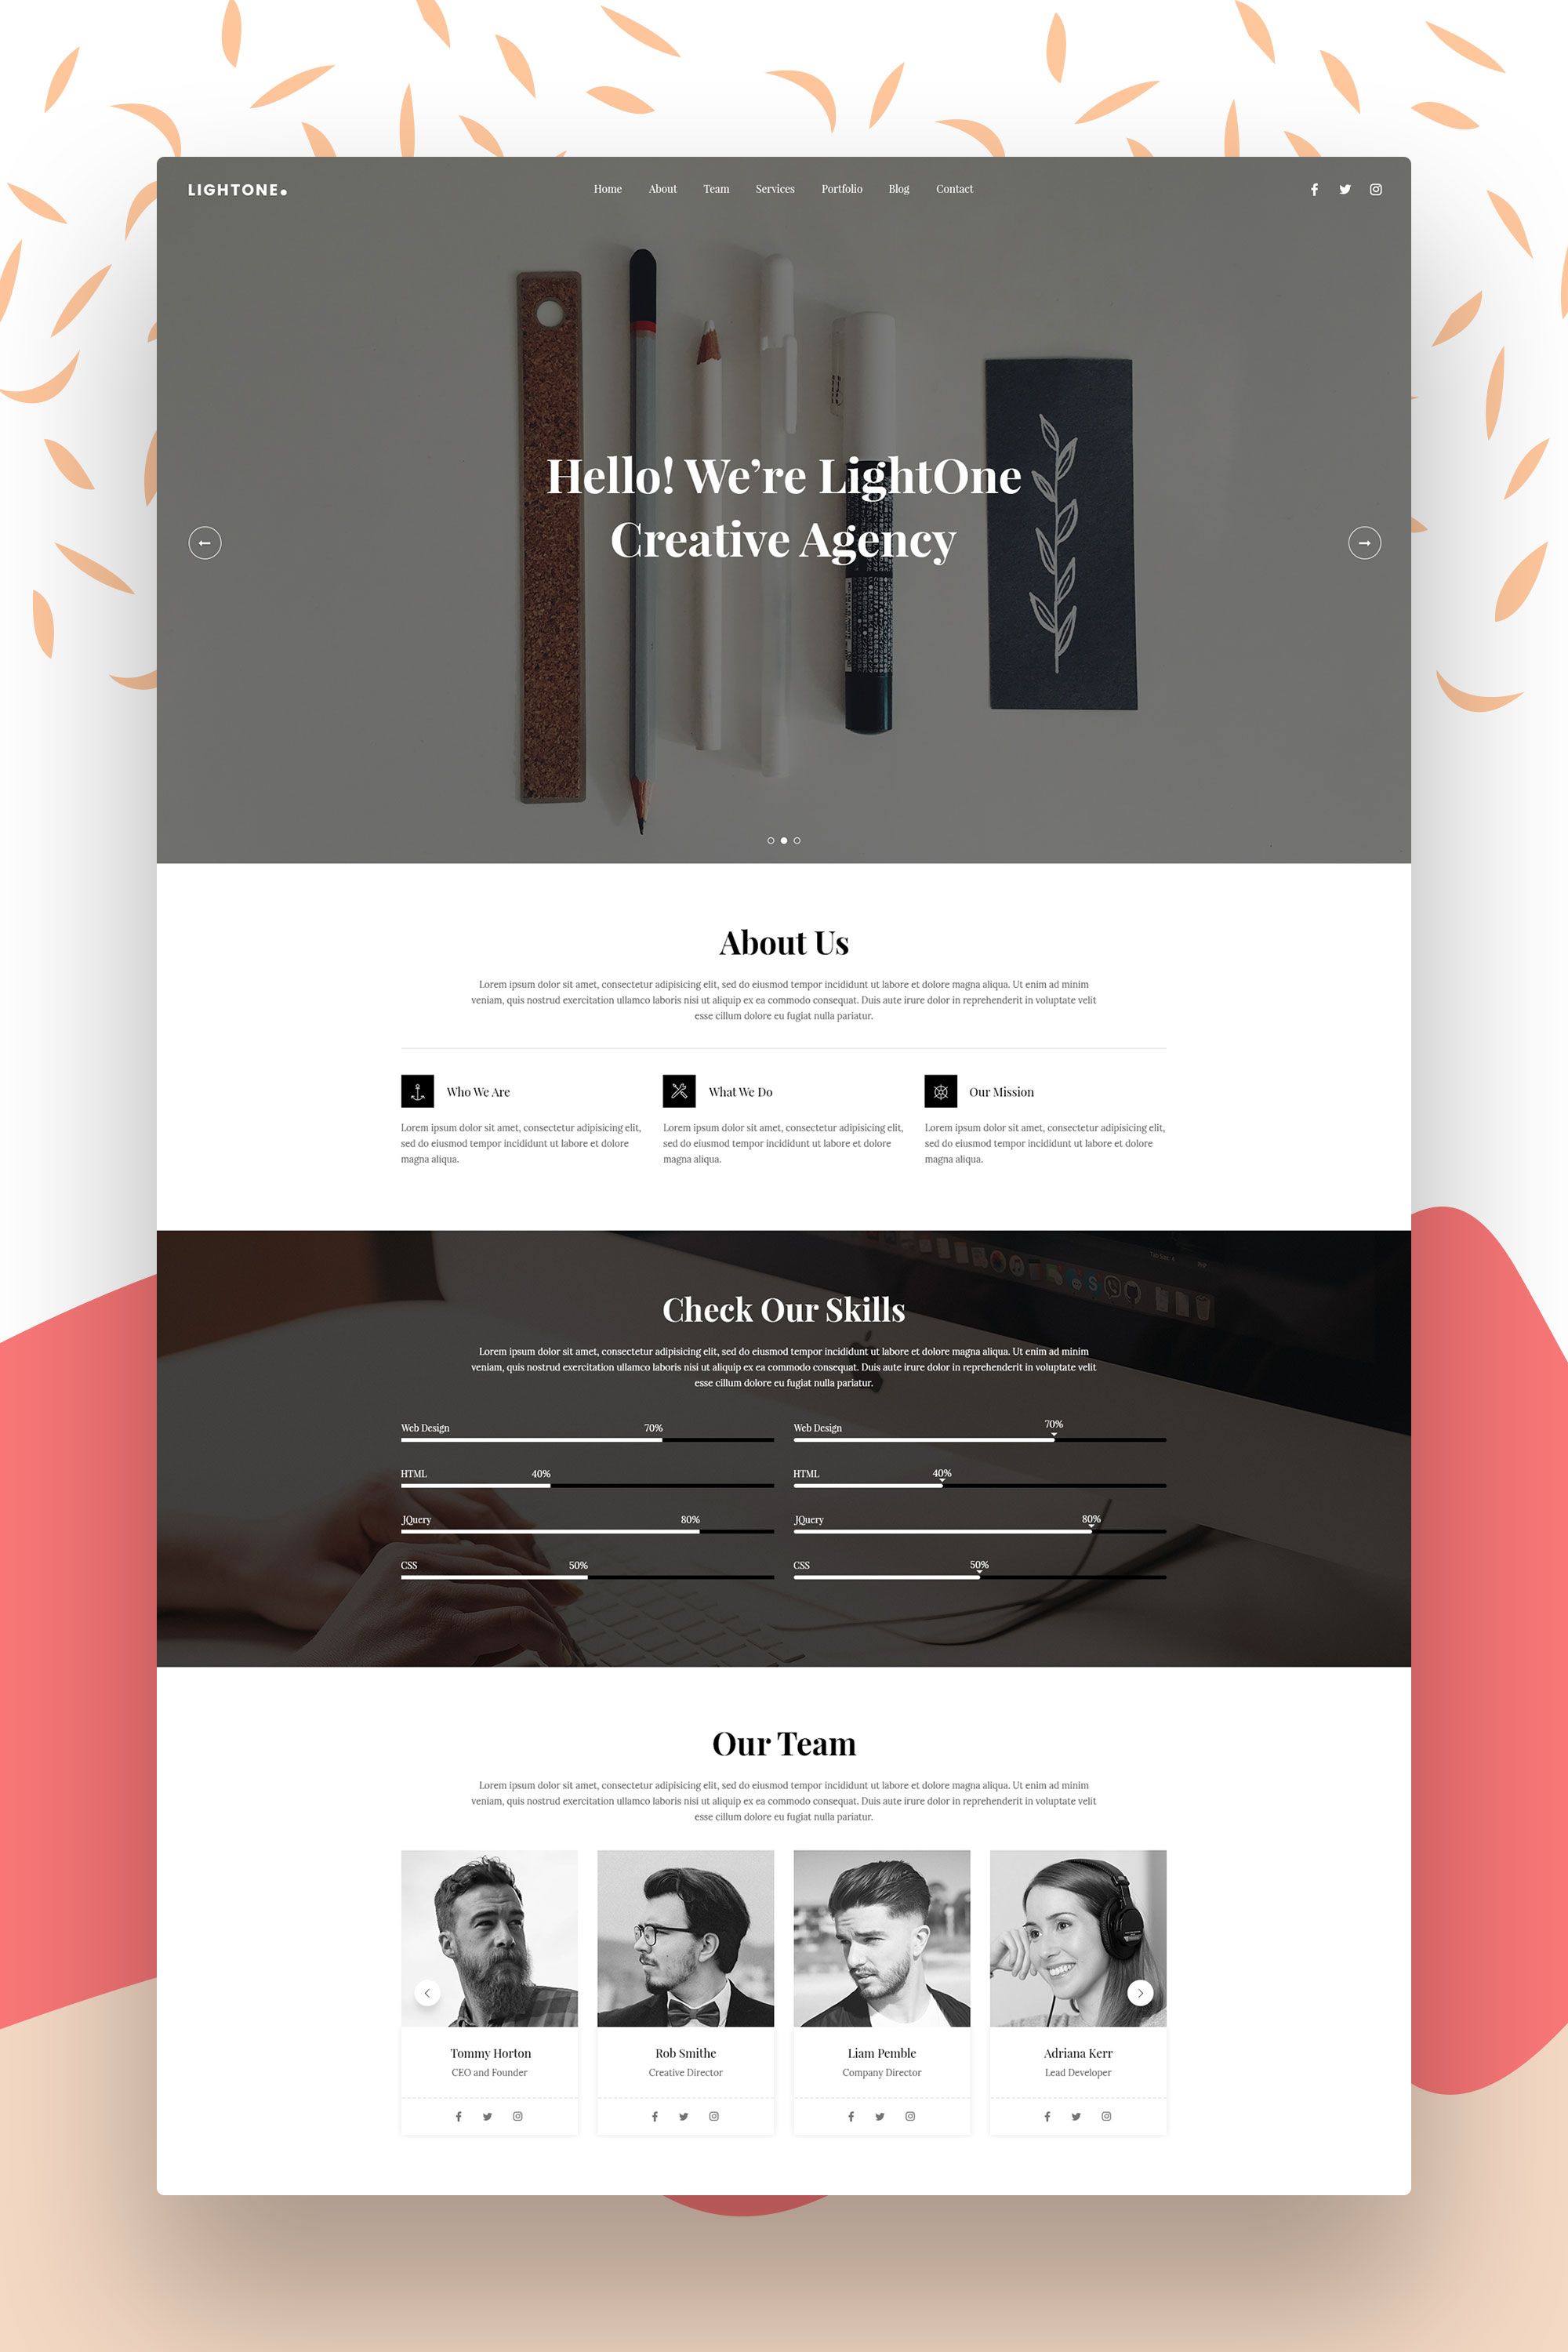 LIGHTONE.
Home About Team Services Portfolio Blog Contact
Hello! We’re LightOne
Creative Agency
About Us
Lorem ipsum dolor sit amet, consectetur adipisicing elit, sed do eiusmod tempor incididunt ut labore et dolore magna aliqua. Ut enim ad minim
veniam, quis nostrud exercitation ullamco laboris nisi ut aliquip ex ea commodo consequat. Duis aute irure dolor in reprehenderit in voluptate velit
esse cillum dolore eu fugiat nulla pariatur.
Who We Are
Lorem ipsum dolor sit amet, consectetur adipisicing elit,
sed do eiusmod tempor incididunt ut labore et dolore
magna aliqua.
What We Do
Lorem ipsum dolor sit amet, consectetur adipisicing elit,
sed do eiusmod tempor incididunt ut labore et dolore
magna aliqua.
Our Mission
Lorem ipsum dolor sit amet, consectetur adipisicing elit,
sed do eiusmod tempor incididunt ut labore et dolore
magna aliqua.
Check Our Skills
Lorem ipsum dolor sit amet, consectetur adipisicing elit, sed do eiusmod tempor incididunt ut labore et dolore magna aliqua. Ut enim ad minim
veniam, quis nostrud exercitation ullamco laboris nisi ut aliquip ex ea commodo consequat. Duis aute irure dolor in reprehenderit in voluptate velit
esse cillum dolore eu fugiat nulla pariatur.
Web Design 70%
HTML 40%
JQuery 80%
CSS 50%
Web Design 70%
HTML 40%
JQuery 80%
CSS 50%
Our Team
Lorem ipsum dolor sit amet, consectetur adipisicing elit, sed do eiusmod tempor incididunt ut labore et dolore magna aliqua. Ut enim ad minim
veniam, quis nostrud exercitation ullamco laboris nisi ut aliquip ex ea commodo consequat. Duis aute irure dolor in reprehenderit in voluptate velit
esse cillum dolore eu fugiat nulla pariatur.
Tommy Horton
CEO and Founder
Rob Smithe
Creative Director
Liam Pemble
Company Director
Adriana Kerr
Lead Developer